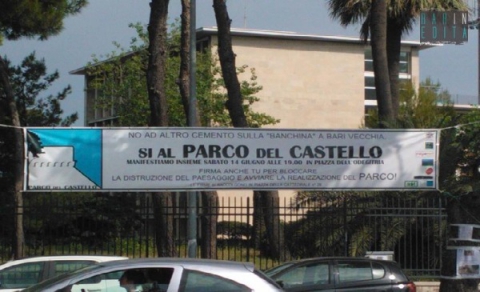 BARIN
EDITA
NO AD ALTRO CEMENTO SULLA "BANCHINA" A BARI VECCHIA.
SI AL PARCO DEL CASTELLO
MANIFESTIAMO INSIEME SABATO 14 GIUGNO ALLE 19.00 IN PIAZZA DELL'ODEGITRIA
FIRMA ANCHE TU PER BLOCCARE
LA DISTRUZIONE DEL PAESAGGIO E AVVIARE LA REALIZZAZIONE DEL PARCO!
PARCO DEL CASTELLO